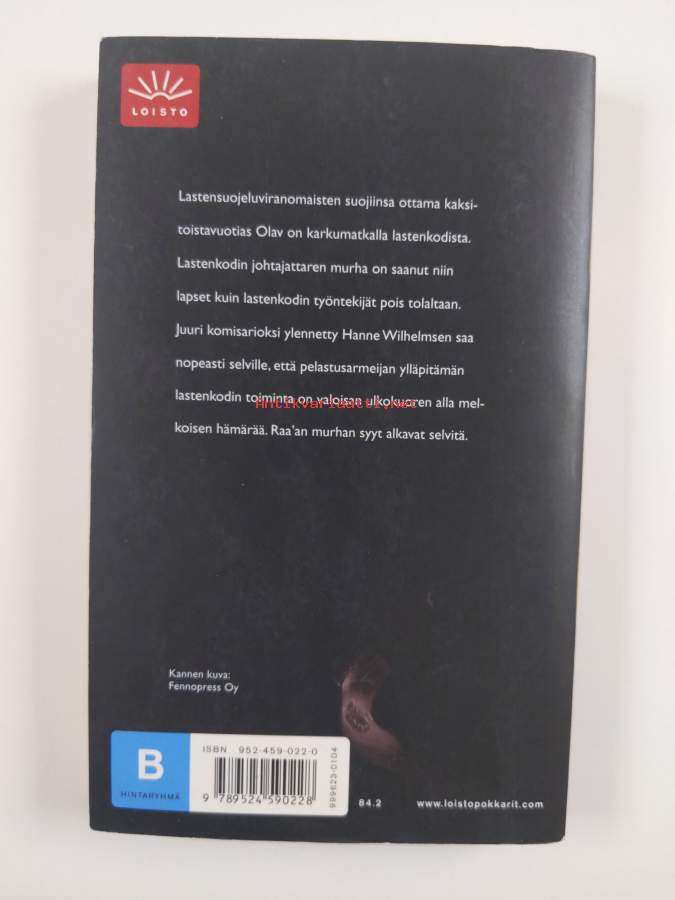 LOISTO
Lastensuojeluviranomaisten suojiinsa ottama kaksi-
toistavuotias Olav on karkumatkalla lastenkodista.
Lastenkodin johtajattaren murha on saanut niin
lapset kuin lastenkodin työntekijät pois tolaltaan.
Juuri komisarioksi ylennetty Hanne Wilhelmsen saa
nopeasti selville, että pelastusarmeijan ylläpitämän
lastenkodin toiminta on valoisan ulkokuoren alla mel-
Antikvariaatti.net
koisen hämärää. Raa'an murhan syyt alkavat selvitä.
Kannen kuva:
Fennopress Oy
B
HINTARYHMÄ
ISBN 952-459-022-0
9 789524 590228
999623-0104
84.2
www.loistopokkarit.com